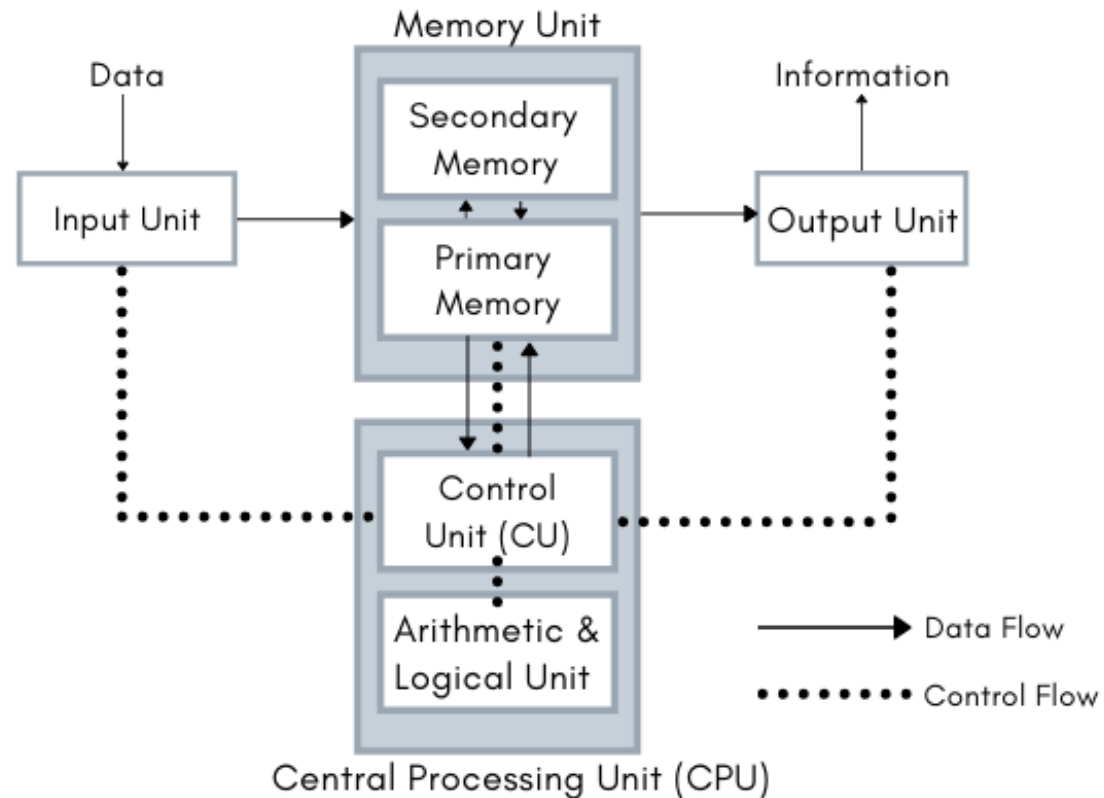 Memory Unit
Data
Information
Secondary
Memory
Input Unit
Output Unit
Primary
Memory
Control
Unit (CU)
Arithmetic &
Logical Unit
Data Flow
Control Flow
Central Processing Unit (CPU)